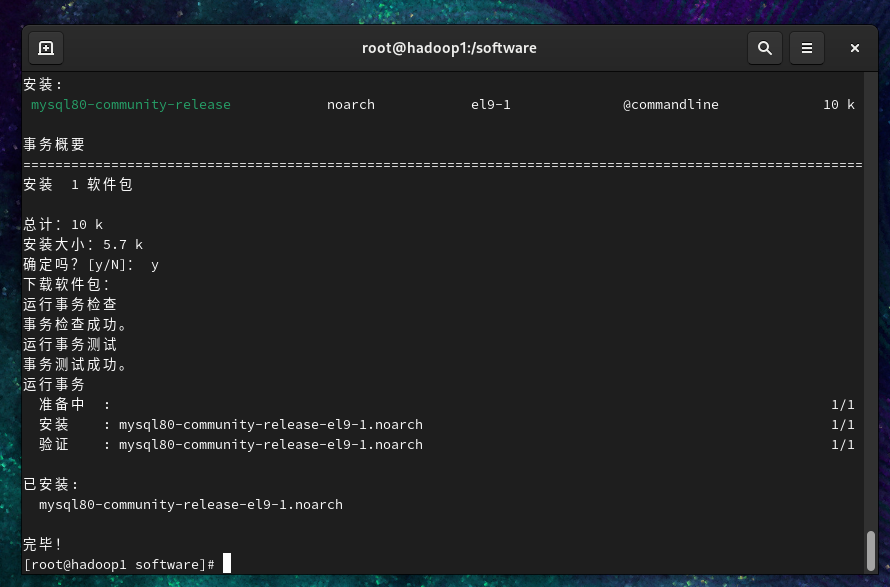 root@hadoop1:/software
安装:
mysql80-community-release noarch el9-1 @commandline 10 k
事务概要
=========================================================================================================
安装 1 软件包
总计：10 k
安装大小：5.7 k
确定吗？[y/N]： y
下载软件包：
运行事务检查
事务检查成功。
运行事务测试
事务测试成功。
运行事务
准备中 : 1/1
安装 : mysql80-community-release-el9-1.noarch 1/1
验证 : mysql80-community-release-el9-1.noarch 1/1
已安装:
mysql80-community-release-el9-1.noarch
完毕！
[root@hadoop1 software]#